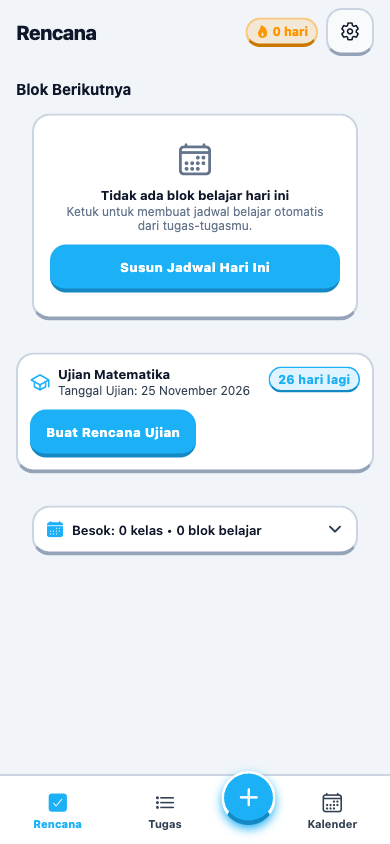 Rencana
0 hari
Blok Berikutnya
Tidak ada blok belajar hari ini
Ketuk untuk membuat jadwal belajar otomatis
dari tugas-tugasmu.
Susun Jadwal Hari Ini
Ujian Matematika
Tanggal Ujian: 25 November 2026
26 hari lagi
Buat Rencana Ujian
Besok: 0 kelas • 0 blok belajar
Rencana
Tugas
Kalender